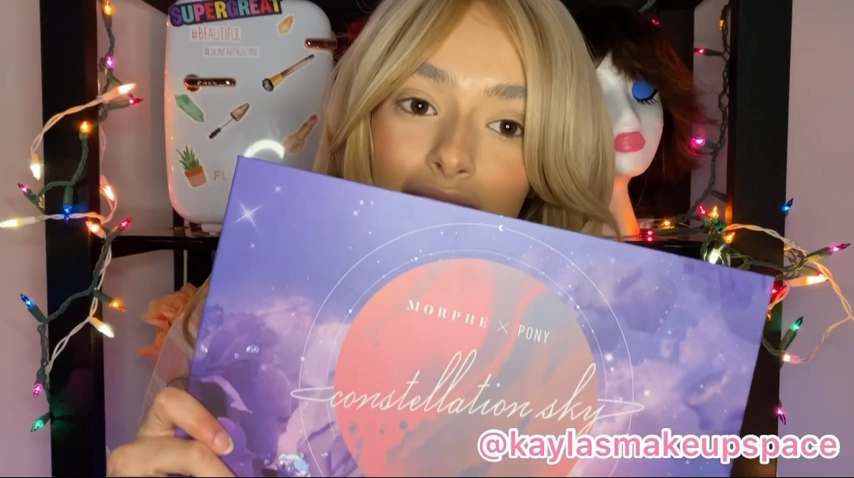 SUPERGREAT
#BEAUTIFUL
MORPHE X PONY
constellation sky
@kaylasmakeupspace